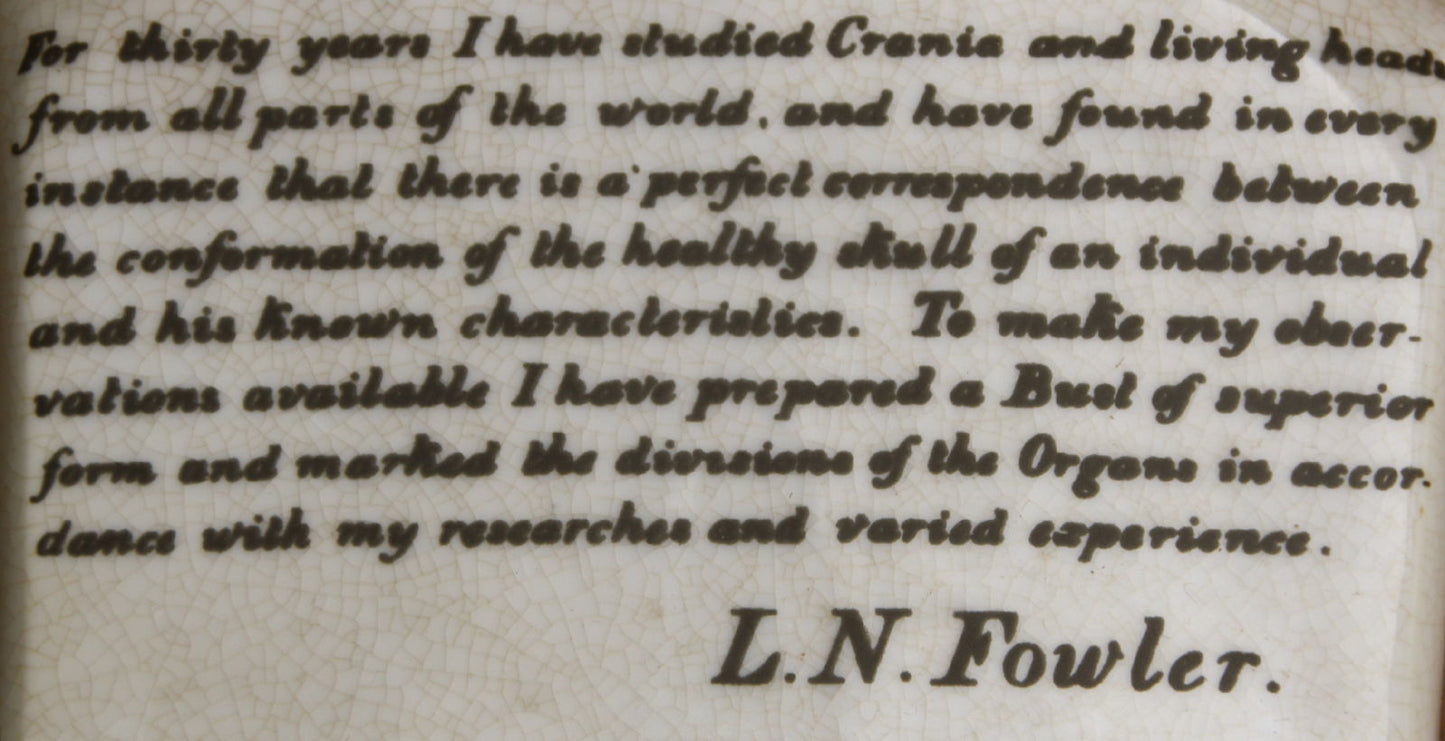 For thirty years I have studied Crania and living heads
from all parts of the world, and have found in every
instance that there is a perfect correspondence between
the conformation of the healthy skull of an individual
and his known characteristics. To make my obser-
vations available I have prepared a Bust of superior
form and marked the divisions of the Organs in accor-
dance with my researches and varied experience.
L.N. Fowler.